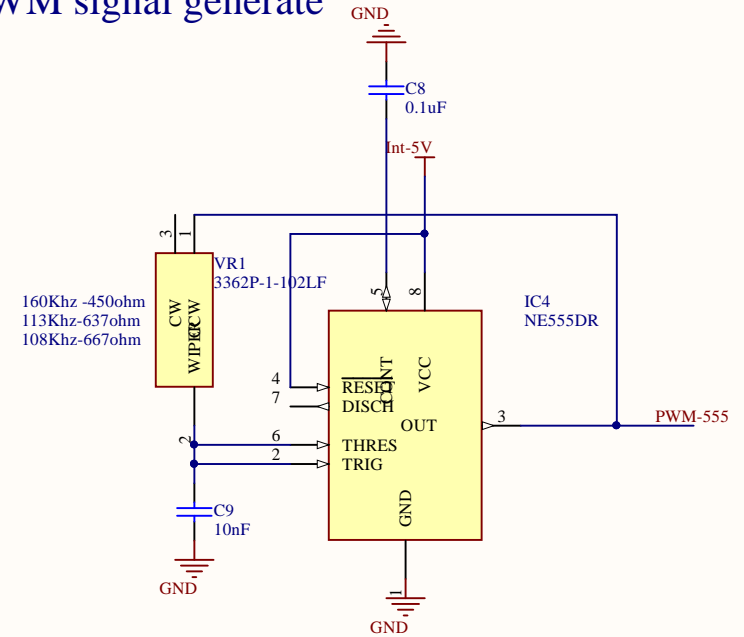 WM signal generate
GND
C8
0.1uF
Int-5V
3
1
VR1
3362P-1-102LF
160Khz -450ohm
113Khz-637ohm
108Khz-667ohm
CW
CCW
WIPER
2
5
8
IC4
NE555DR
CONT
VCC
4
RESET
7
DISCH
OUT
3
PWM-555
6
THRES
2
TRIG
C9
10nF
GND
GND
1
GND